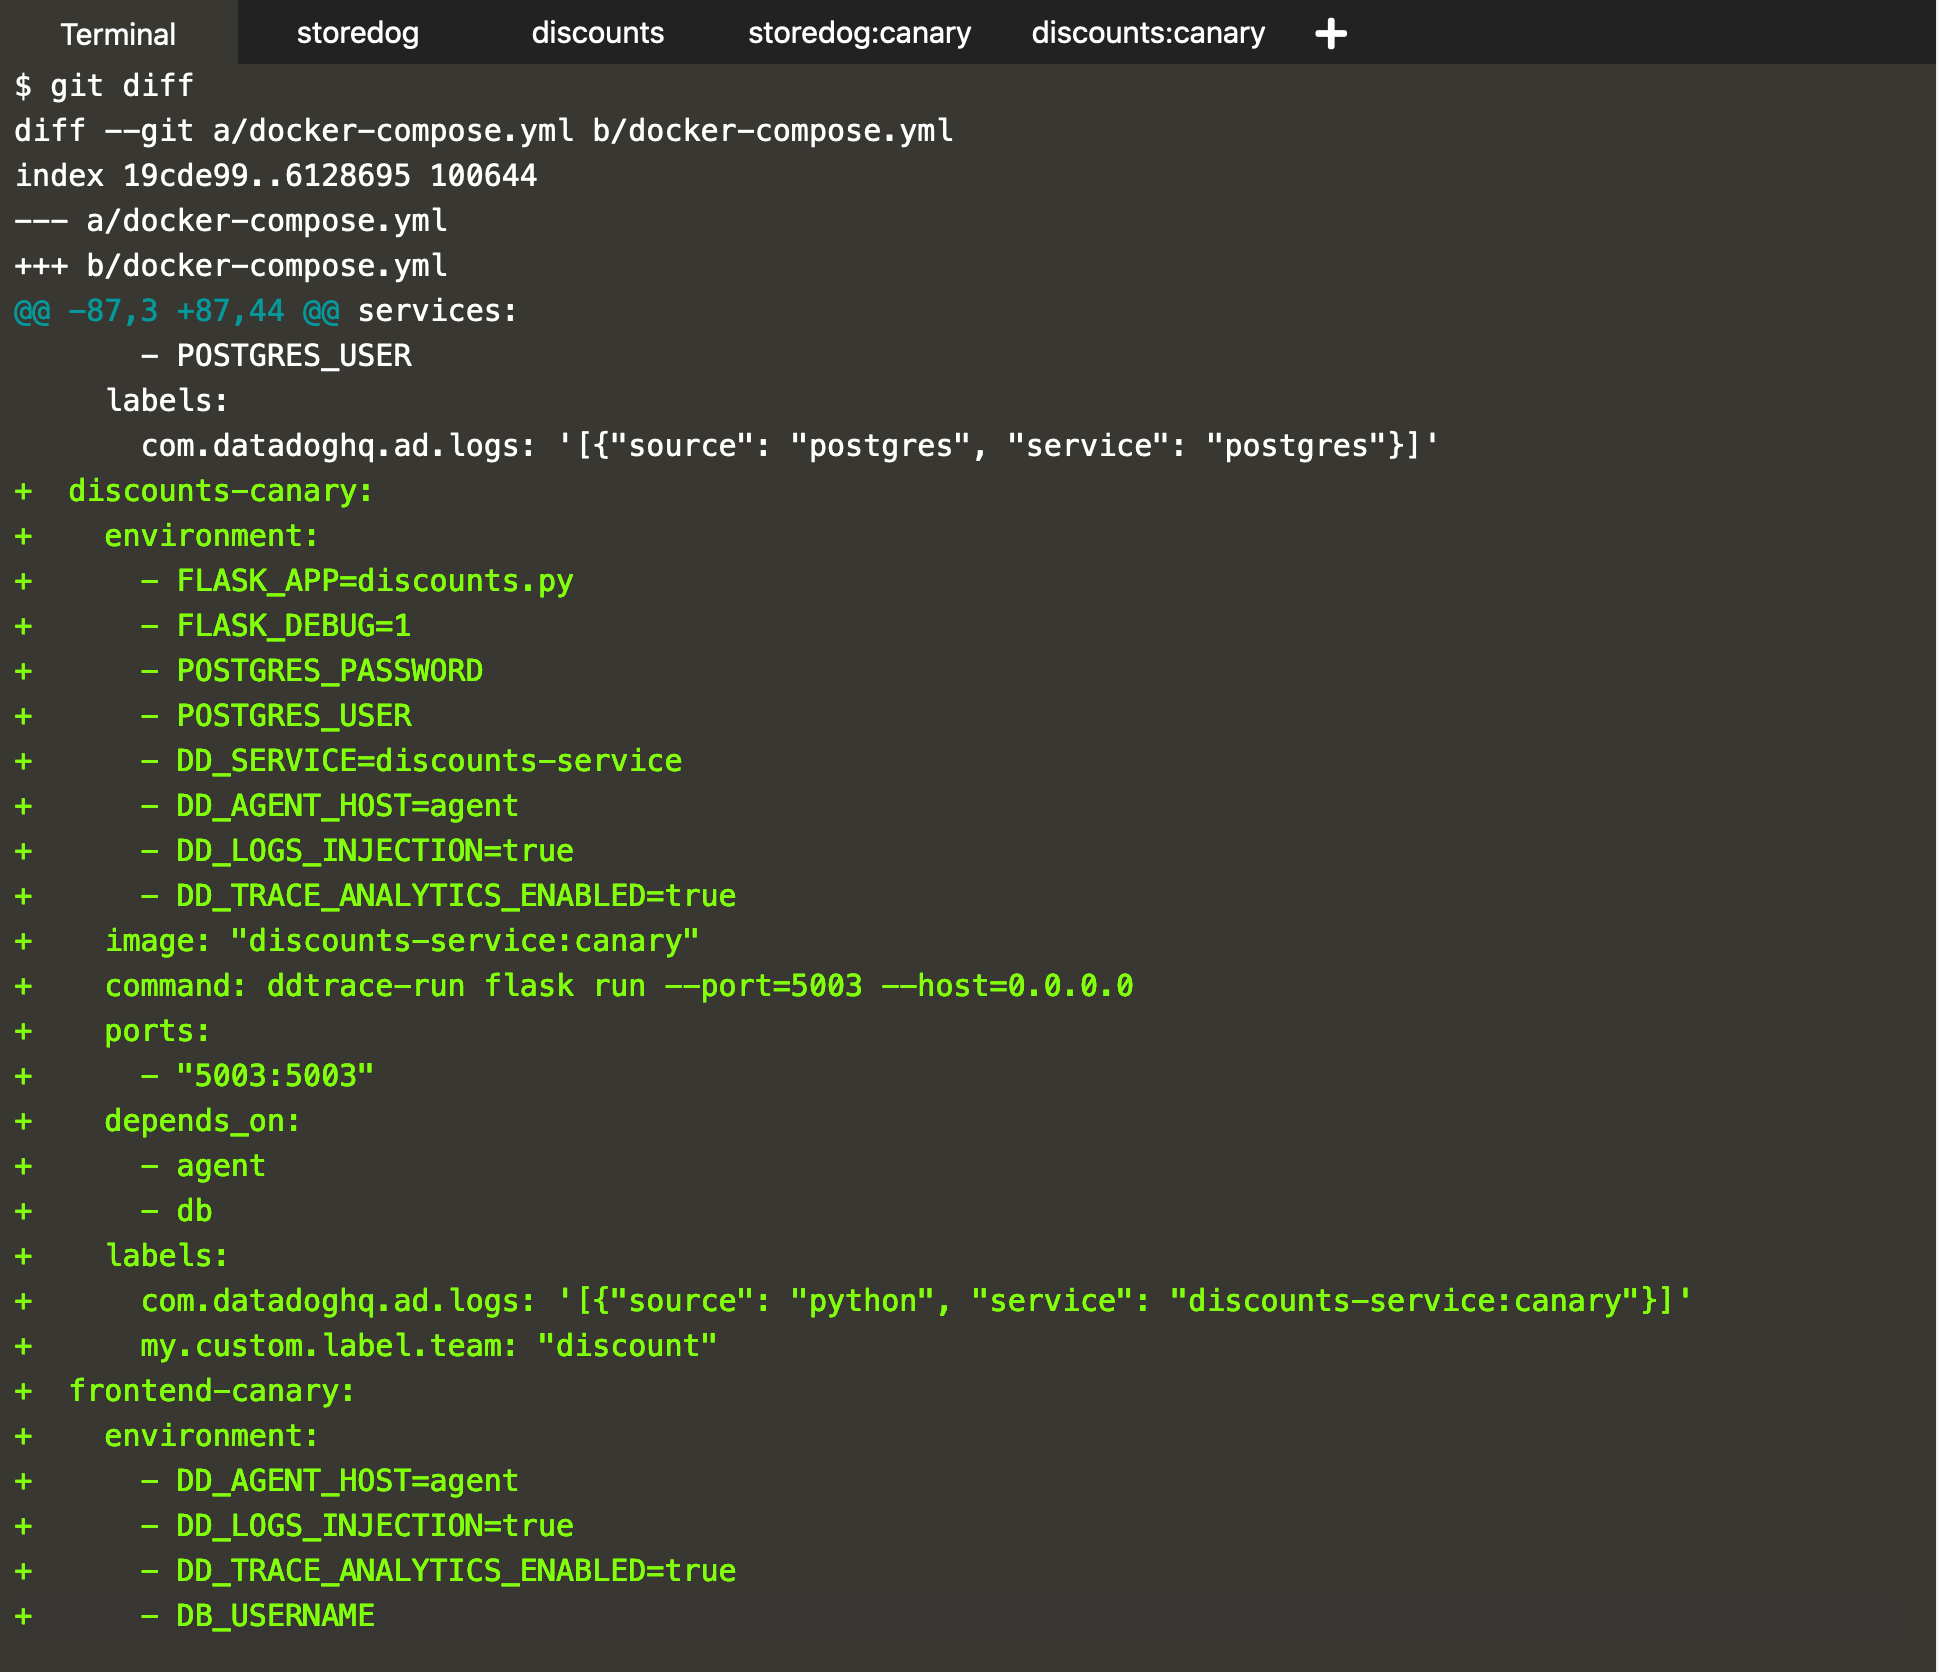 Terminal storedog discounts storedog:canary discounts:canary +
$ git diff
diff --git a/docker-compose.yml b/docker-compose.yml
index 19cde99..6128695 100644
--- a/docker-compose.yml
+++ b/docker-compose.yml
@@ -87,3 +87,44 @@ services:
       - POSTGRES_USER
     labels:
       com.datadoghq.ad.logs: '[{"source": "postgres", "service": "postgres"}]'
+  discounts-canary:
+    environment:
+      - FLASK_APP=discounts.py
+      - FLASK_DEBUG=1
+      - POSTGRES_PASSWORD
+      - POSTGRES_USER
+      - DD_SERVICE=discounts-service
+      - DD_AGENT_HOST=agent
+      - DD_LOGS_INJECTION=true
+      - DD_TRACE_ANALYTICS_ENABLED=true
+    image: "discounts-service:canary"
+    command: ddtrace-run flask run --port=5003 --host=0.0.0.0
+    ports:
+      - "5003:5003"
+    depends_on:
+      - agent
+      - db
+    labels:
+      com.datadoghq.ad.logs: '[{"source": "python", "service": "discounts-service:canary"}]'
+      my.custom.label.team: "discount"
+  frontend-canary:
+    environment:
+      - DD_AGENT_HOST=agent
+      - DD_LOGS_INJECTION=true
+      - DD_TRACE_ANALYTICS_ENABLED=true
+      - DB_USERNAME